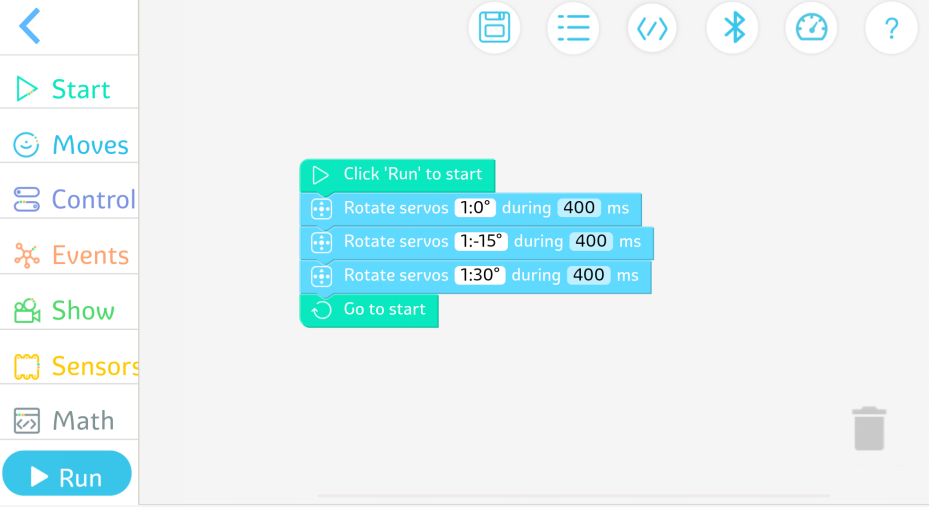 ?
Start
Moves
Control
Events
Show
Sensors
Math
Run
Click 'Run' to start
Rotate servos 1:0° during 400 ms
Rotate servos 1:-15° during 400 ms
Rotate servos 1:30° during 400 ms
Go to start